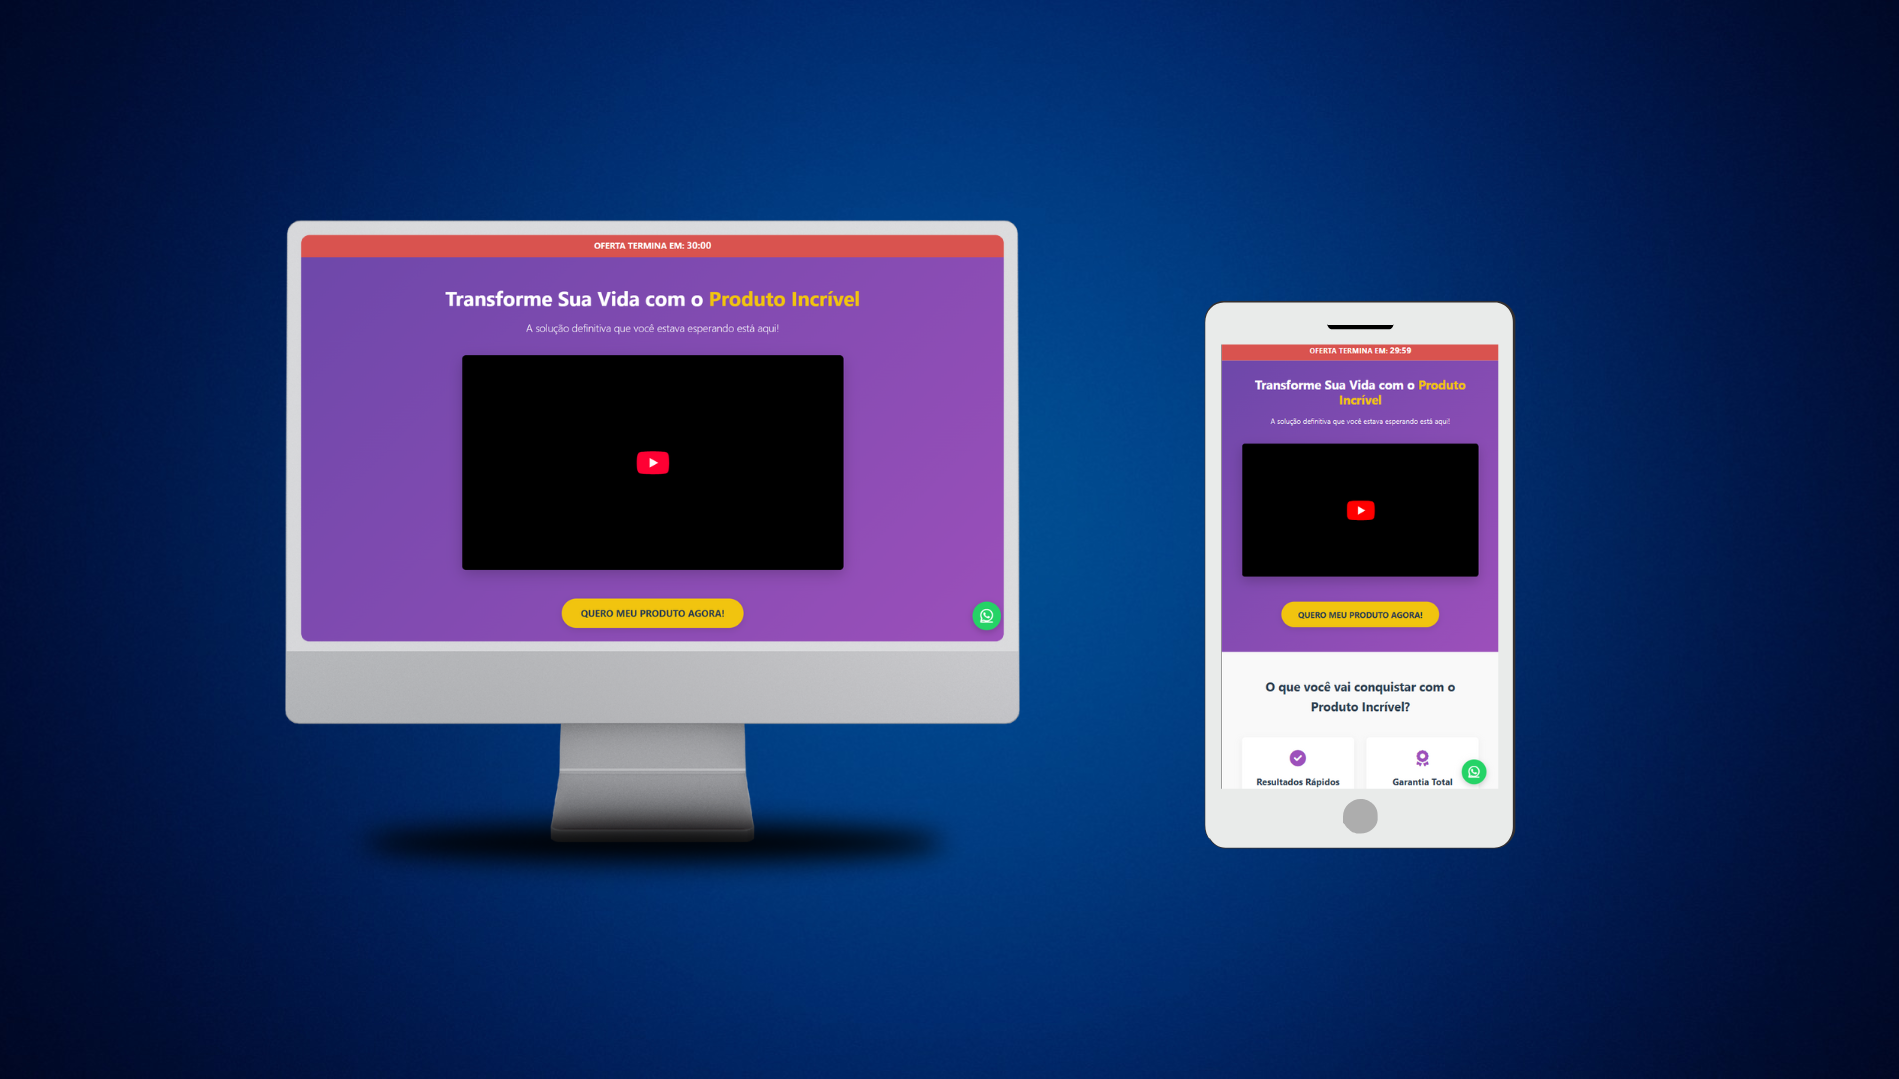 OFERTA TERMINA EM: 30:00
Transforme Sua Vida com o Produto Incrível
A solução definitiva que você estava esperando está aqui!
QUERO MEU PRODUTO AGORA!
OFERTA TERMINA EM: 29:59
Transforme Sua Vida com o Produto
Incrível
A solução definitiva que você estava esperando está aqui!
QUERO MEU PRODUTO AGORA!
O que você vai conquistar com o
Produto Incrível?
Resultados Rápidos
Garantia Total